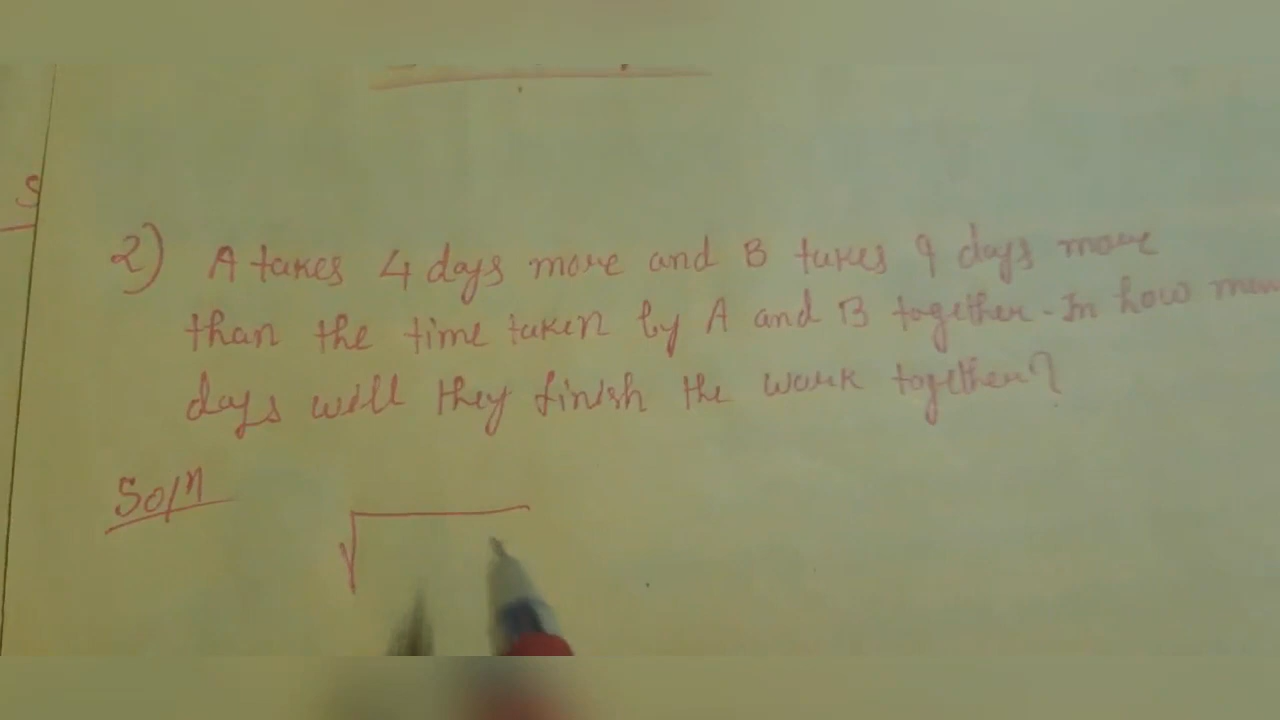 S
2) A takes 4 days more and B takes 9 days more
than the time taken by A and B together. In how
days will they finish the work together?
Soln
√